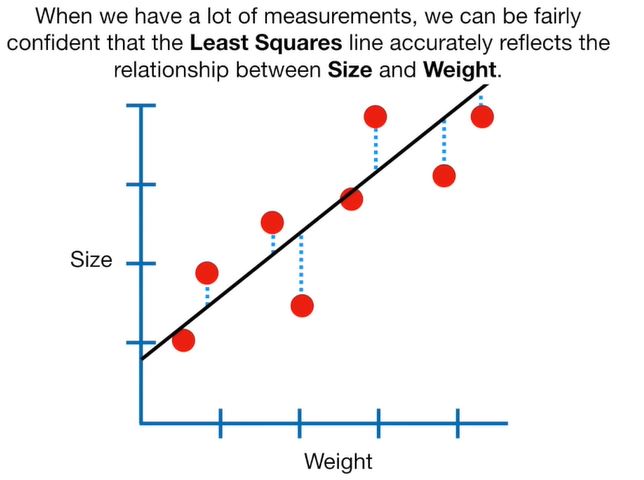 When we have a lot of measurements, we can be fairly
confident that the Least Squares line accurately reflects the
relationship between Size and Weight.
Size
Weight